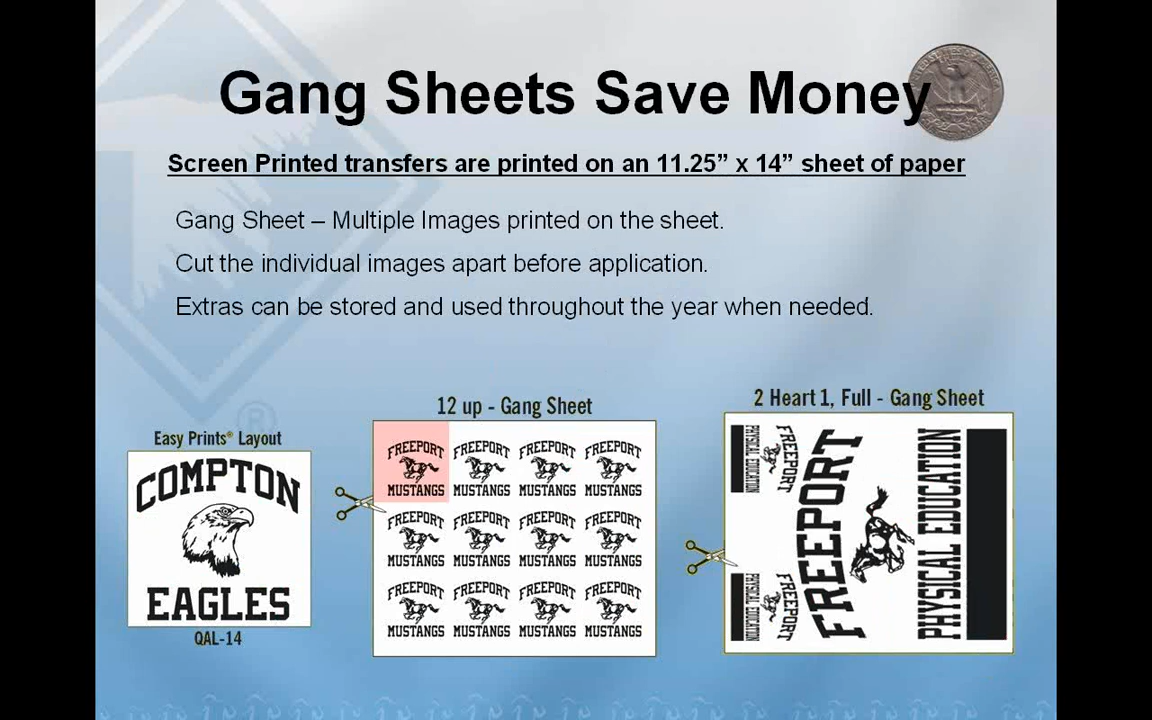 Gang Sheets Save Money
Screen Printed transfers are printed on an 11.25” x 14” sheet of paper
Gang Sheet – Multiple Images printed on the sheet.
Cut the individual images apart before application.
Extras can be stored and used throughout the year when needed.
Easy Prints® Layout
COMPTON
EAGLES
QAL-14
12 up - Gang Sheet
FREEPORT FREEPORT FREEPORT FREEPORT
MUSTANGS MUSTANGS MUSTANGS MUSTANGS
FREEPORT FREEPORT FREEPORT FREEPORT
MUSTANGS MUSTANGS MUSTANGS MUSTANGS
FREEPORT FREEPORT FREEPORT FREEPORT
MUSTANGS MUSTANGS MUSTANGS MUSTANGS
2 Heart 1, Full - Gang Sheet
FREEPORT
PHYSICAL EDUCATION
FREEPORT
PHYSICAL EDUCATION
FREEPORT
PHYSICAL EDUCATION
®